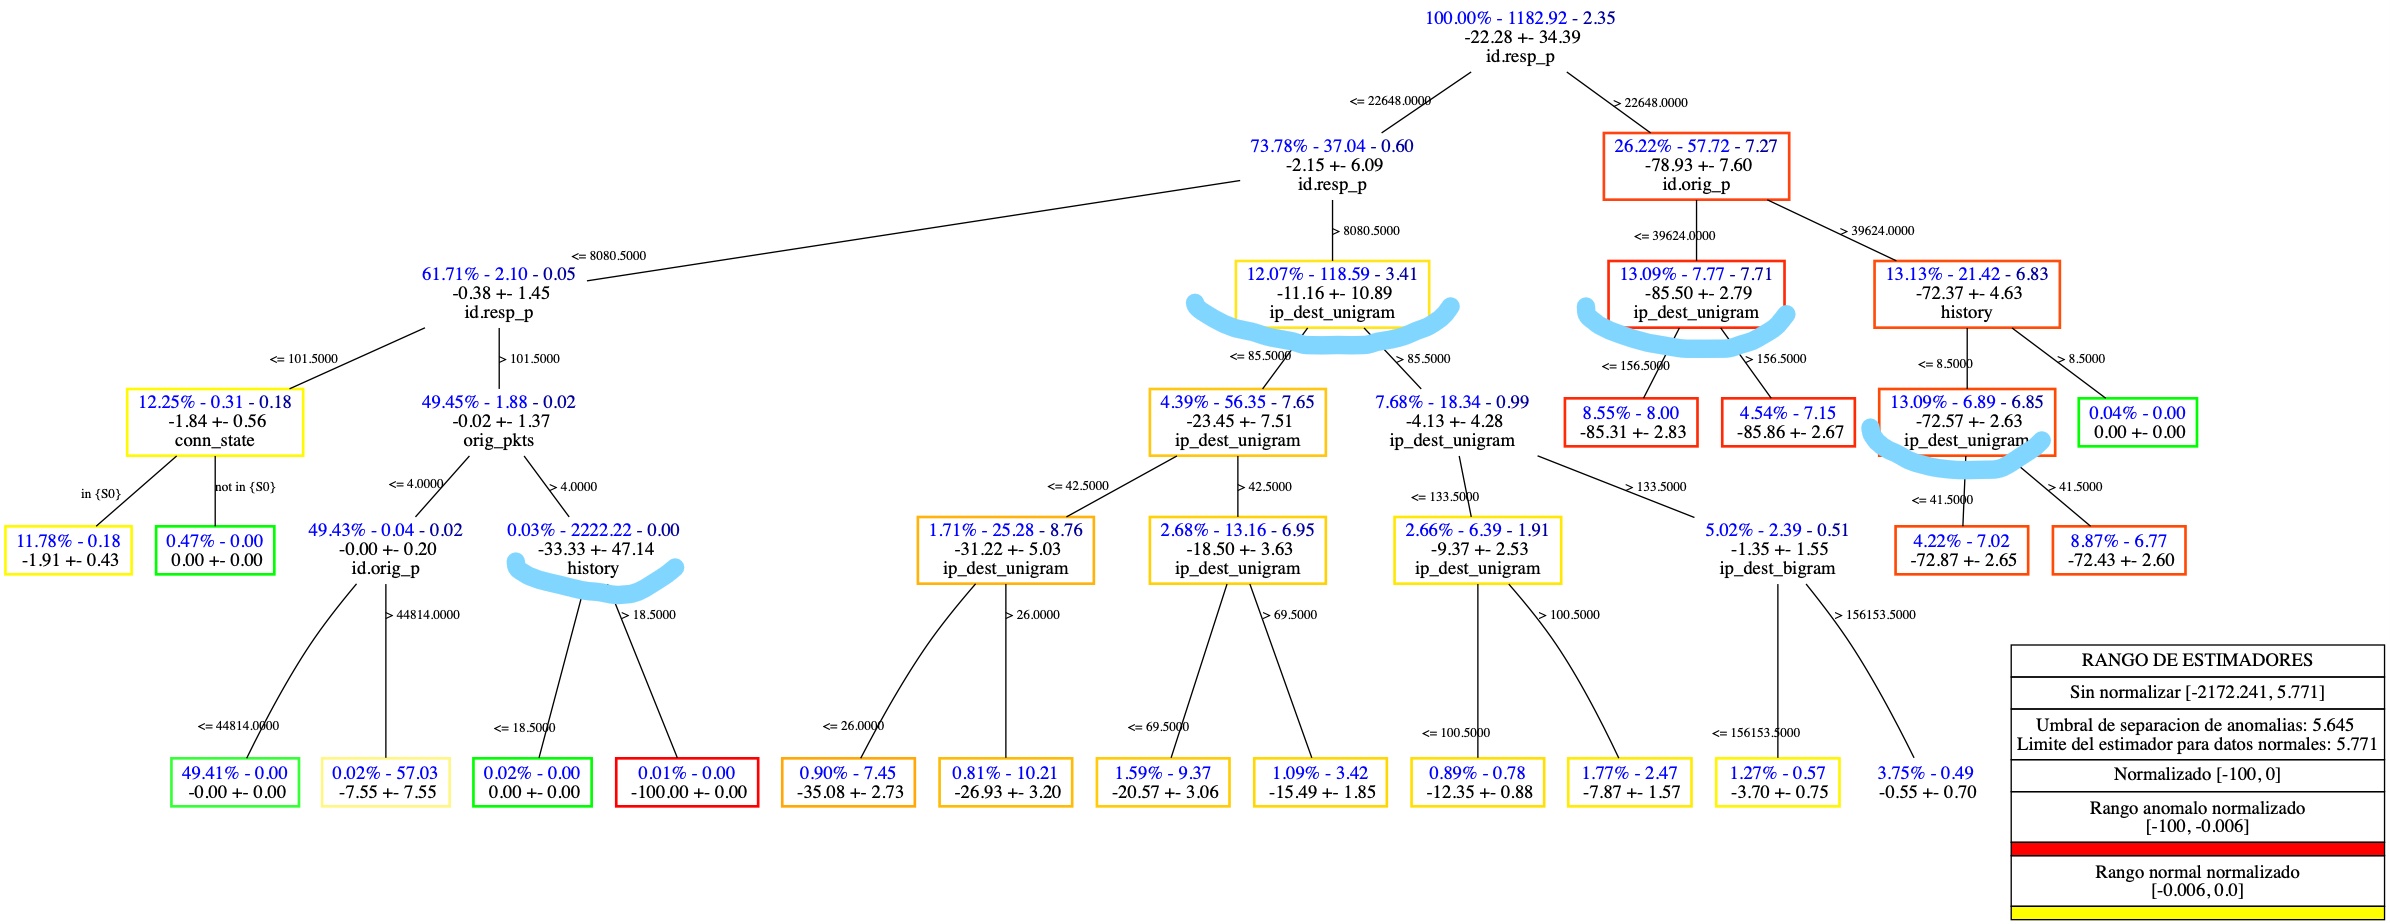 100.00% - 1182.92 - 2.35
-22.28 +- 34.39
id.resp_p
<= 22648.0000
> 22648.0000
73.78% - 37.04 - 0.60
-2.15 +- 6.09
id.resp_p
26.22% - 57.72 - 7.27
-78.93 +- 7.60
id.orig_p
<= 8080.5000
> 8080.5000
<= 39624.0000
> 39624.0000
61.71% - 2.10 - 0.05
-0.38 +- 1.45
id.resp_p
12.07% - 118.59 - 3.41
-11.16 +- 10.89
ip_dest_unigram
13.09% - 7.77 - 7.71
-85.50 +- 2.79
ip_dest_unigram
13.13% - 21.42 - 6.83
-72.37 +- 4.63
history
<= 101.5000
> 101.5000
<= 85.5000
> 85.5000
<= 156.5000
> 156.5000
<= 8.5000
> 8.5000
12.25% - 0.31 - 0.18
-1.84 +- 0.56
conn_state
49.45% - 1.88 - 0.02
-0.02 +- 1.37
orig_pkts
4.39% - 56.35 - 7.65
-23.45 +- 7.51
ip_dest_unigram
7.68% - 18.34 - 0.99
-4.13 +- 4.28
ip_dest_unigram
8.55% - 8.00
-85.31 +- 2.83
4.54% - 7.15
-85.86 +- 2.67
13.09% - 6.89 - 6.85
-72.57 +- 2.63
ip_dest_unigram
0.04% - 0.00
0.00 +- 0.00
in {S0}
not in {S0}
<= 4.0000
> 4.0000
<= 42.5000
> 42.5000
<= 133.5000
> 133.5000
<= 41.5000
> 41.5000
11.78% - 0.18
-1.91 +- 0.43
0.47% - 0.00
0.00 +- 0.00
49.43% - 0.04 - 0.02
-0.00 +- 0.20
id.orig_p
0.03% - 2222.22 - 0.00
-33.33 +- 47.14
history
1.71% - 25.28 - 8.76
-31.22 +- 5.03
ip_dest_unigram
2.68% - 13.16 - 6.95
-18.50 +- 3.63
ip_dest_unigram
2.66% - 6.39 - 1.91
-9.37 +- 2.53
ip_dest_unigram
5.02% - 2.39 - 0.51
-1.35 +- 1.55
ip_dest_bigram
4.22% - 7.02
-72.87 +- 2.65
8.87% - 6.77
-72.43 +- 2.60
<= 44814.0000
> 44814.0000
<= 18.5000
> 18.5000
<= 26.0000
> 26.0000
<= 69.5000
> 69.5000
<= 100.5000
> 100.5000
<= 156153.5000
> 156153.5000
49.41% - 0.00
-0.00 +- 0.00
0.02% - 57.03
-7.55 +- 7.55
0.02% - 0.00
0.00 +- 0.00
0.01% - 0.00
-100.00 +- 0.00
0.90% - 7.45
-35.08 +- 2.73
0.81% - 10.21
-26.93 +- 3.20
1.59% - 9.37
-20.57 +- 3.06
1.09% - 3.42
-15.49 +- 1.85
0.89% - 0.78
-12.35 +- 0.88
1.77% - 2.47
-7.87 +- 1.57
1.27% - 0.57
-3.70 +- 0.75
3.75% - 0.49
-0.55 +- 0.70
RANGO DE ESTIMADORES
Sin normalizar [-2172.241, 5.771]
Umbral de separacion de anomalias: 5.645
Limite del estimador para datos normales: 5.771
Normalizado [-100, 0]
Rango anomalo normalizado
[-100, -0.006]
Rango normal normalizado
[-0.006, 0.0]